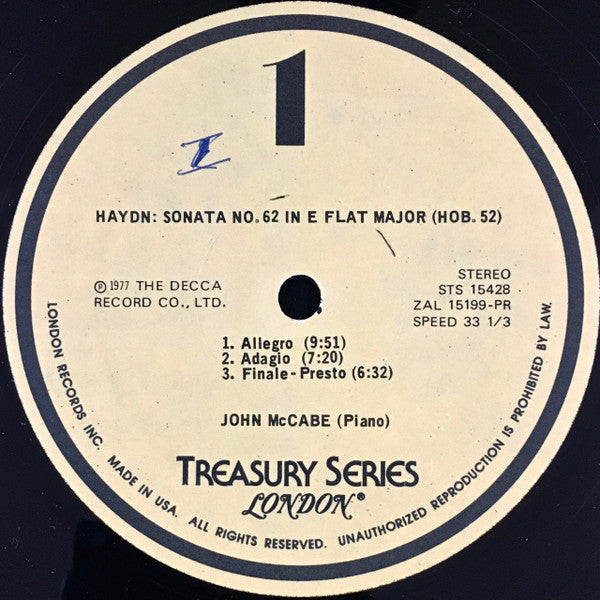 1
I
HAYDN: SONATA NO. 62 IN E FLAT MAJOR (HOB. 52)
℗ 1977 THE DECCA
RECORD CO., LTD.
STEREO
STS 15428
ZAL 15199-PR
SPEED 33 1/3
1. Allegro (9:51)
2. Adagio (7:20)
3. Finale-Presto (6:32)
JOHN McCABE (Piano)
TREASURY SERIES
LONDON®
LONDON RECORDS INC. MADE IN USA. ALL RIGHTS RESERVED. UNAUTHORIZED REPRODUCTION IS PROHIBITED BY LAW.